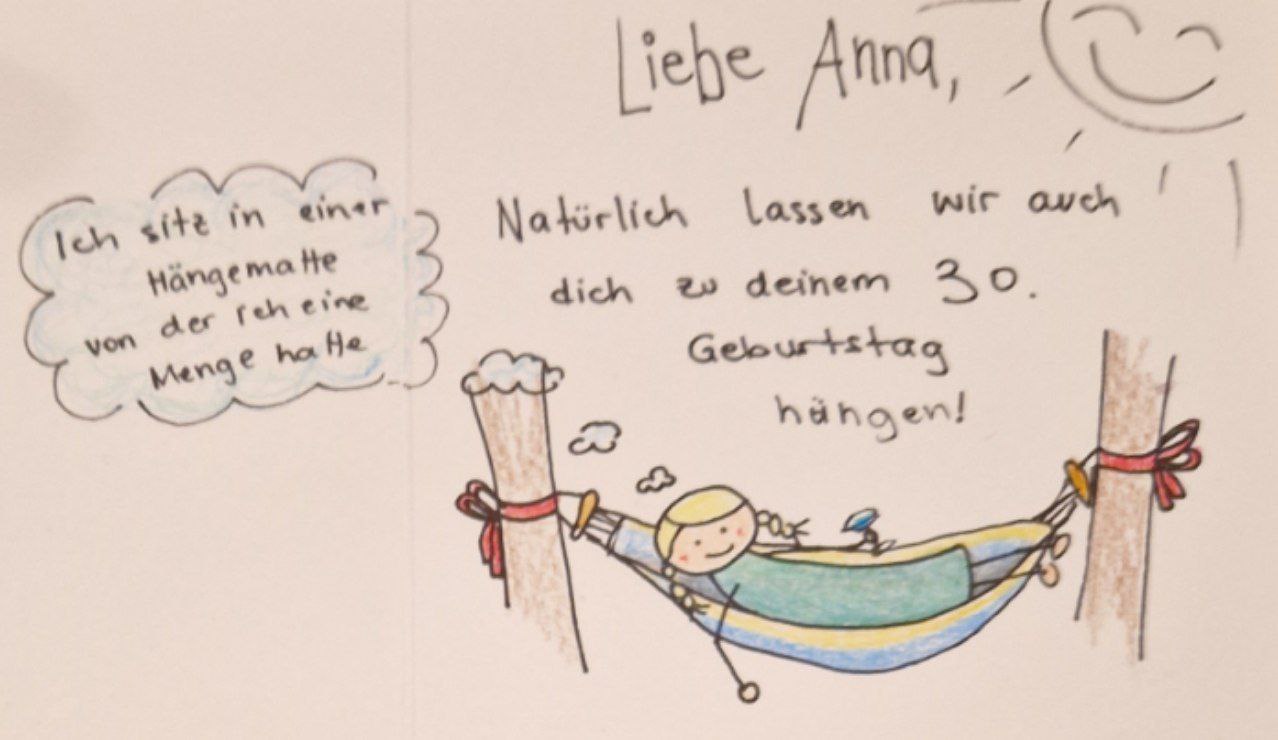 Liebe Anna,
Natürlich lassen wir auch
dich zu deinem 30.
Geburtstag
hängen!
Ich sitz in einer
Hängematte
von der ich eine
Menge hatte